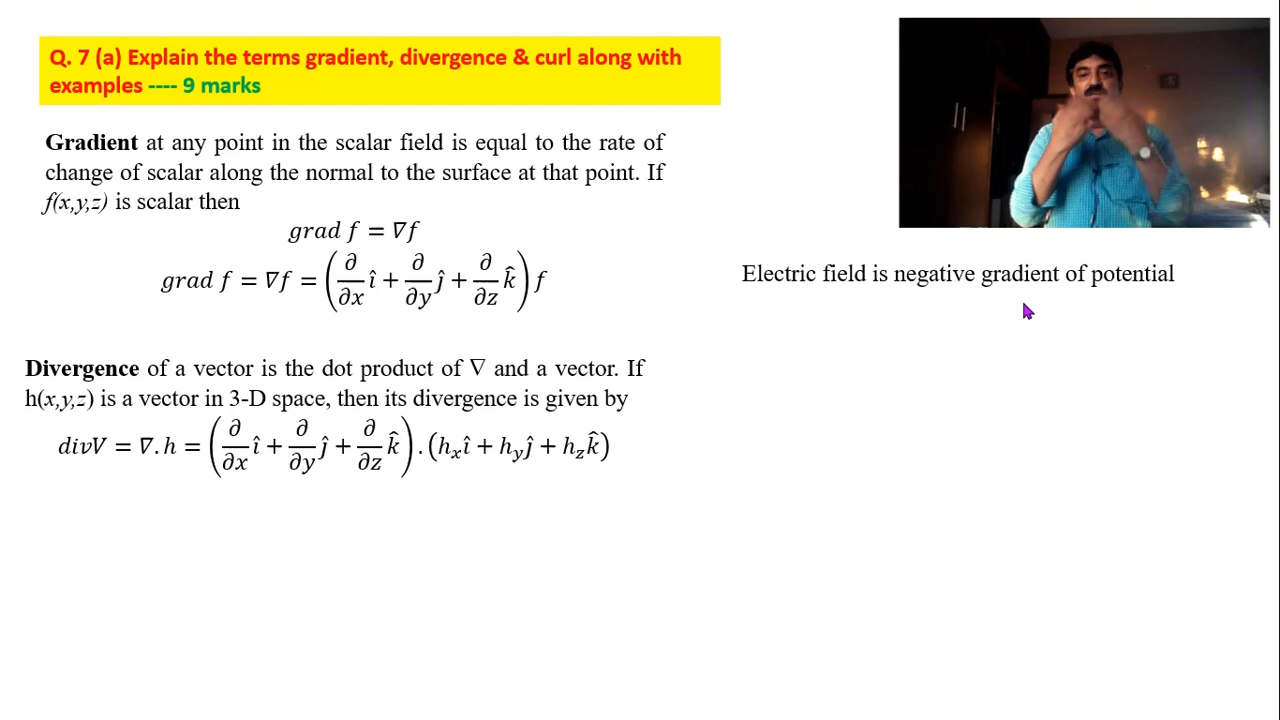 Q. 7 (a) Explain the terms gradient, divergence & curl along with
examples ---- 9 marks
Gradient at any point in the scalar field is equal to the rate of
change of scalar along the normal to the surface at that point. If
f(x,y,z) is scalar then
grad f = ∇f
grad f = ∇f = (∂/∂x î + ∂/∂y ĵ + ∂/∂z k̂) f
Electric field is negative gradient of potential
Divergence of a vector is the dot product of ∇ and a vector. If
h(x,y,z) is a vector in 3-D space, then its divergence is given by
divV = ∇.h = (∂/∂x î + ∂/∂y ĵ + ∂/∂z k̂) . (hₓî + h_yĵ + h_zk̂)